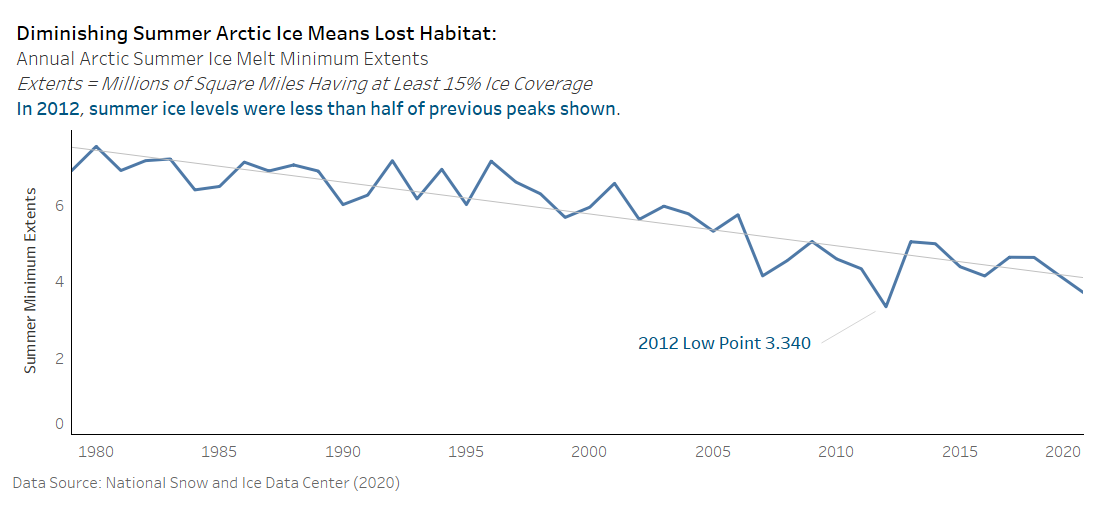 Diminishing Summer Arctic Ice Means Lost Habitat:
Annual Arctic Summer Ice Melt Minimum Extents
Extents = Millions of Square Miles Having at Least 15% Ice Coverage
In 2012, summer ice levels were less than half of previous peaks shown.
Summer Minimum Extents
6
4
2
0
2012 Low Point 3.340
1980 1985 1990 1995 2000 2005 2010 2015 2020
Data Source: National Snow and Ice Data Center (2020)